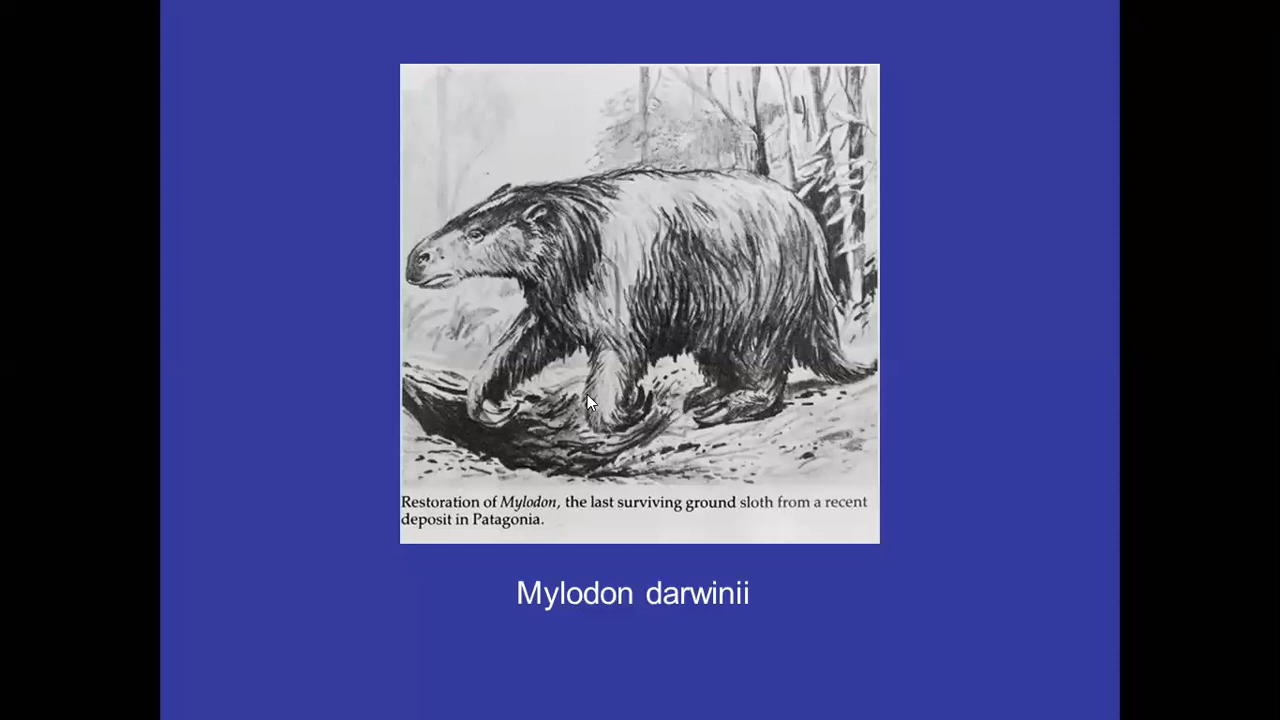 Restoration of Mylodon, the last surviving ground sloth from a recent
deposit in Patagonia.
Mylodon darwinii